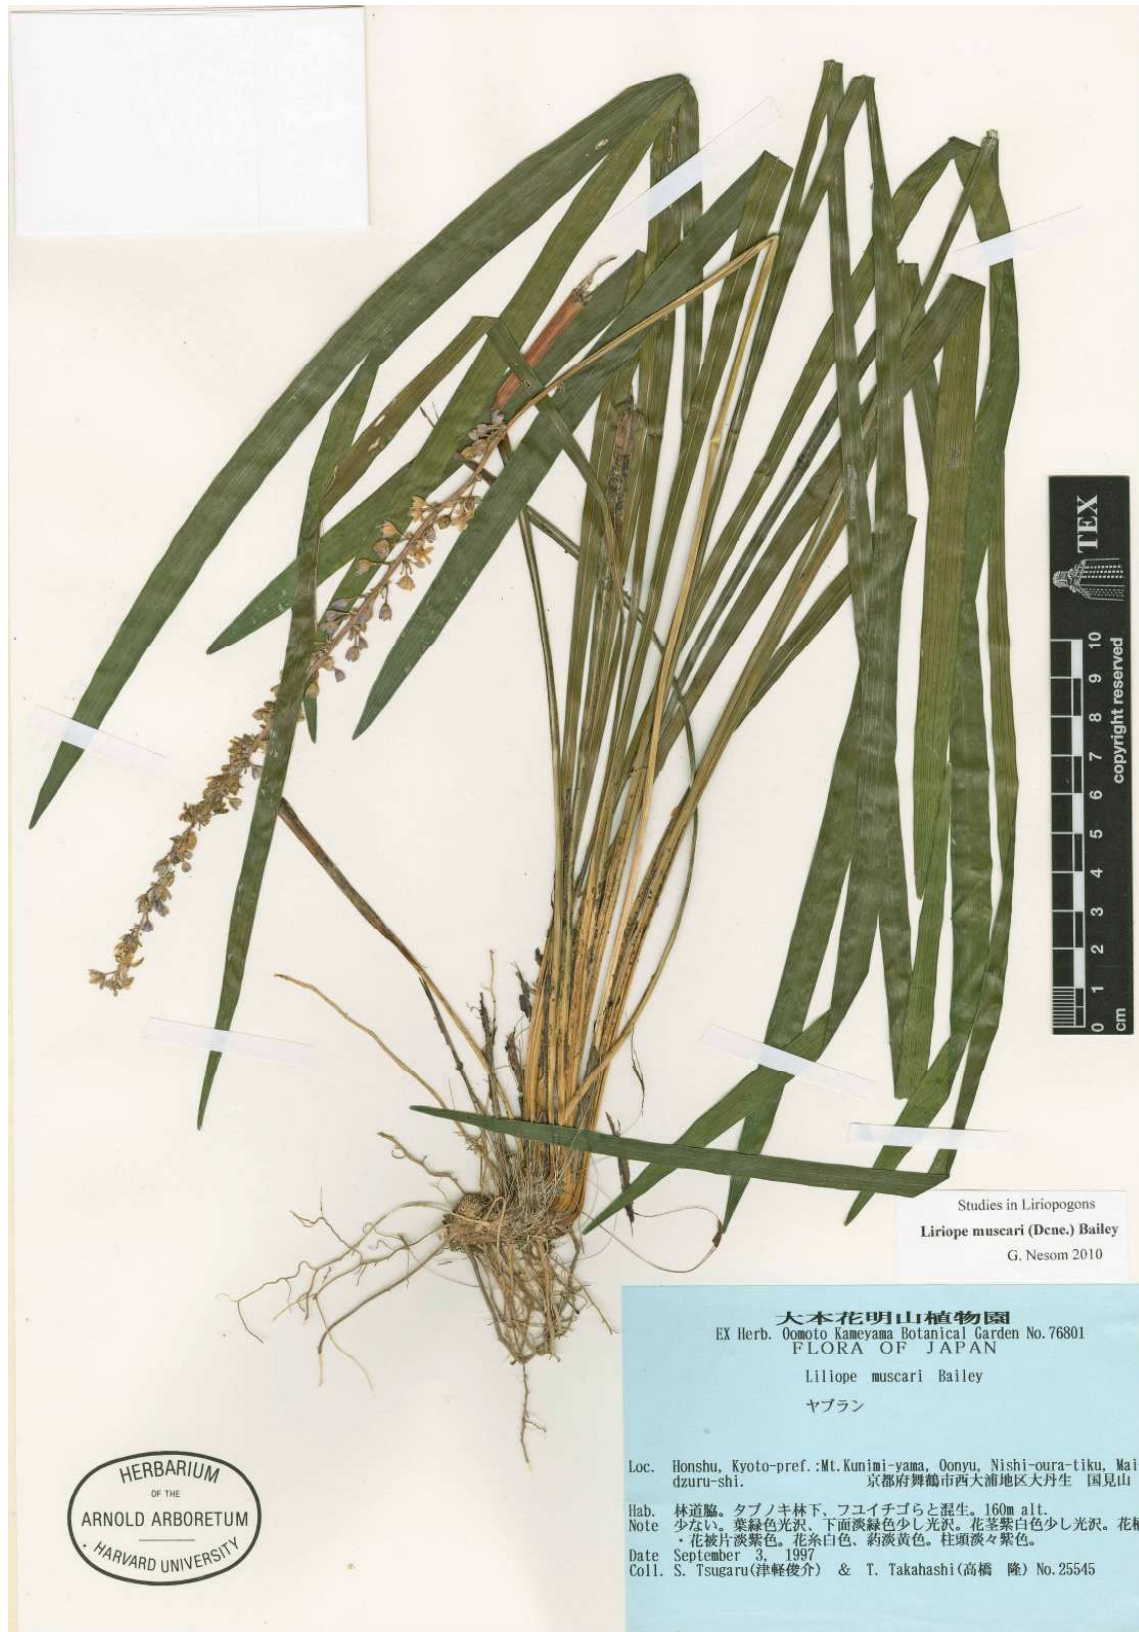 TEX
10
9
8
7
6
5
4
3
2
1
0
cm
copyright reserved
Studies in Liriopogons
Liriope muscari (Dcne.) Bailey
G. Nesom 2010
大本花明山植物園
EX Herb. Oomoto Kameyama Botanical Garden No.76801
FLORA OF JAPAN
Liliope muscari Bailey
ヤブラン
Loc. Honshu, Kyoto-pref.:Mt.Kunimi-yama, Oonyu, Nishi-oura-tiku, Mai
dzuru-shi. 京都府舞鶴市西大浦地区大丹生 国見山
Hab. 林道脇。タブノキ林下、フユイチゴらと混生。160m alt.
Note 少ない。葉緑色光沢、下面淡緑色少し光沢。花茎紫白色少し光沢。花柄
・花被片淡紫色。花糸白色、葯淡黄色。柱頭淡々紫色。
Date September 3, 1997
Coll. S. Tsugaru(津軽俊介) & T. Takahashi(高橋 隆) No.25545
HERBARIUM
OF THE
ARNOLD ARBORETUM
HARVARD UNIVERSITY